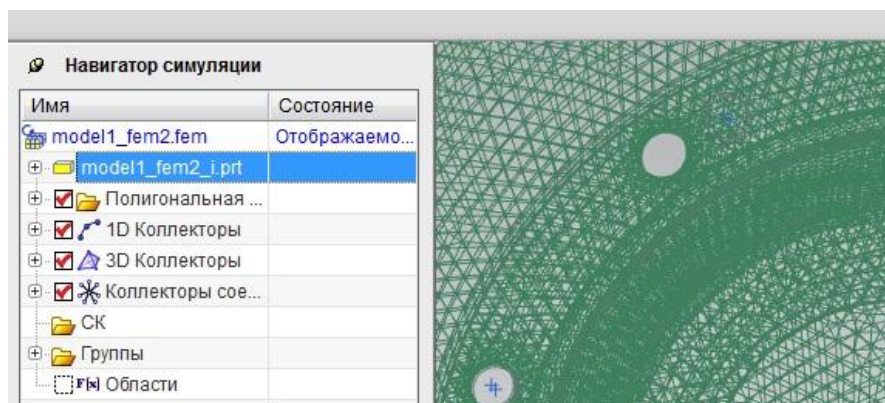 Навигатор симуляции
Имя Состояние
model1_fem2.fem Отображаемо...
model1_fem2_i.prt
Полигональная ...
1D Коллекторы
3D Коллекторы
Коллекторы сое...
СК
Группы
F(x) Области